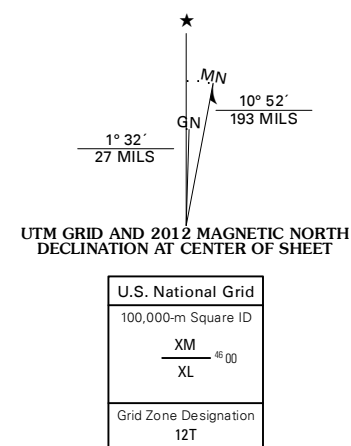 ★
MN
GN
10° 52´
193 MILS
1° 32´
27 MILS
UTM GRID AND 2012 MAGNETIC NORTH
DECLINATION AT CENTER OF SHEET
U.S. National Grid
100,000-m Square ID
XM
46 00
XL
Grid Zone Designation
12T